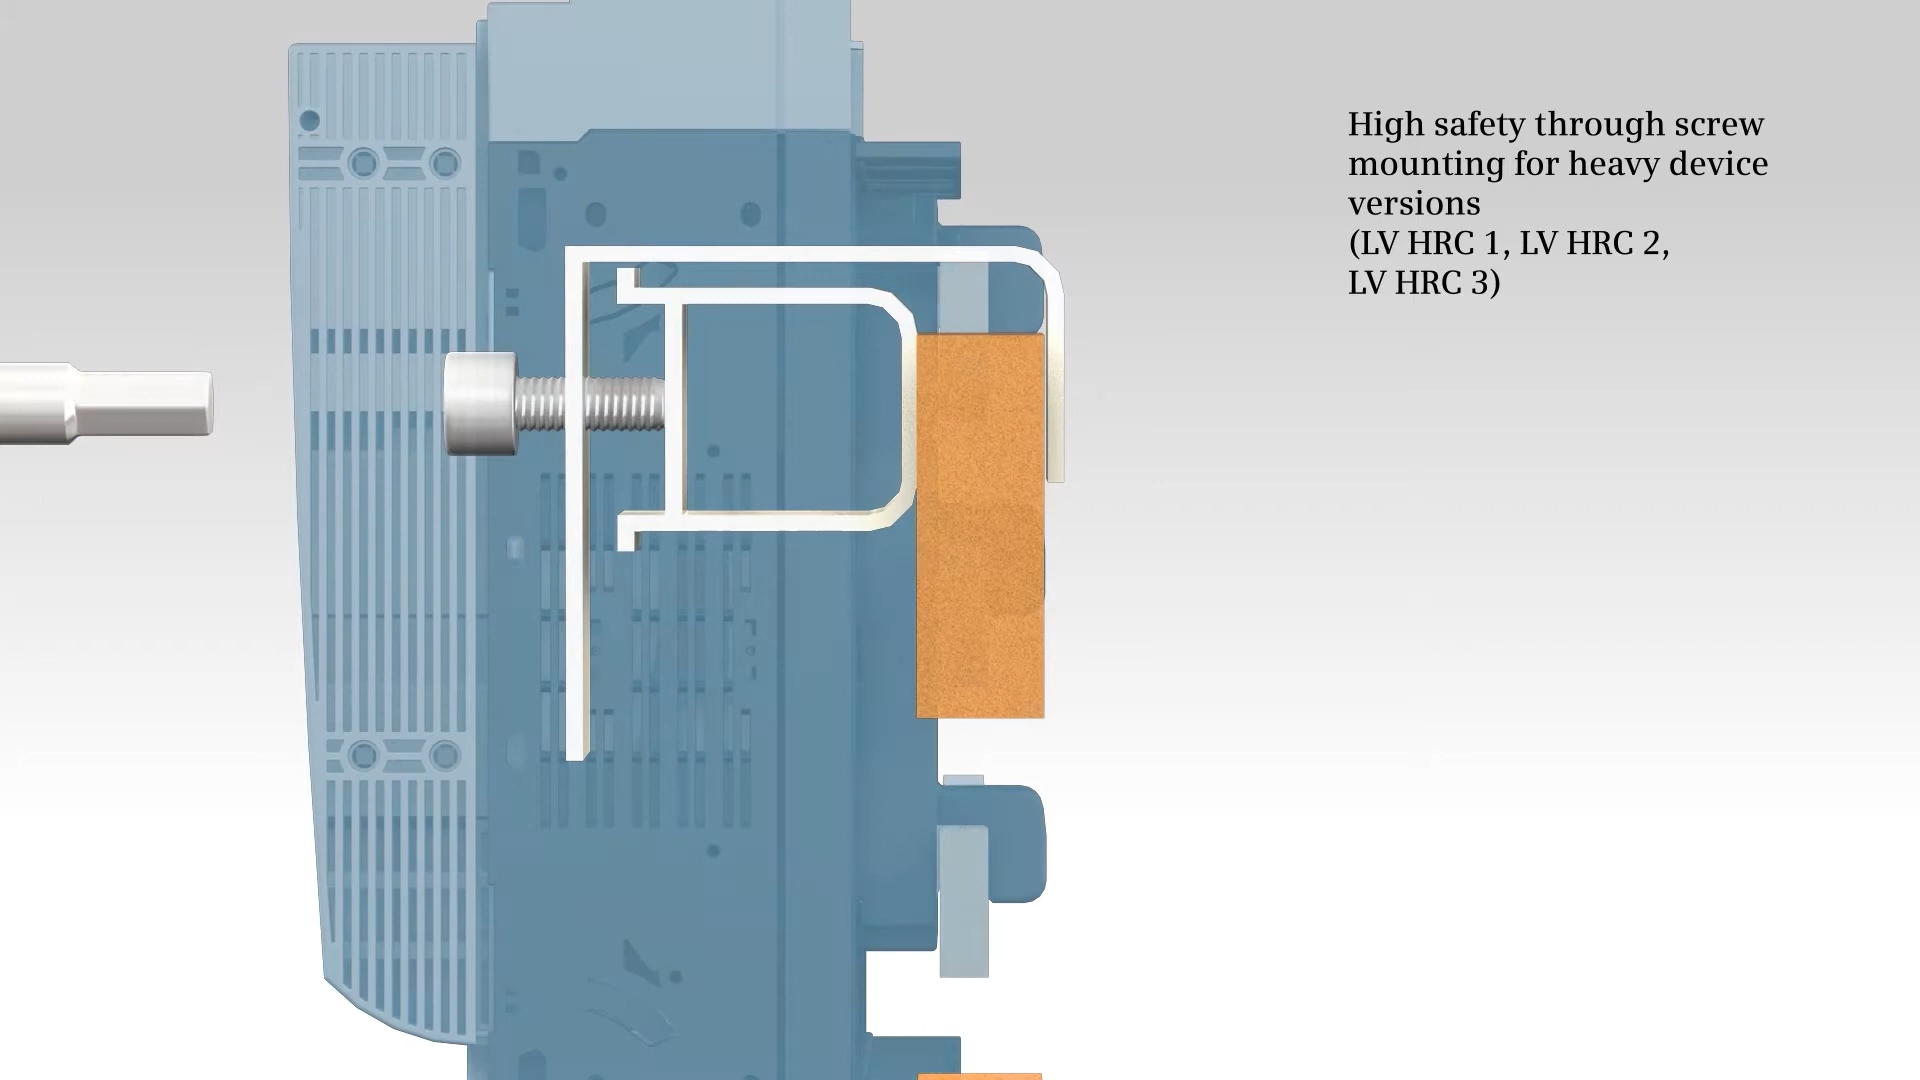 High safety through screw
mounting for heavy device
versions
(LV HRC 1, LV HRC 2,
LV HRC 3)